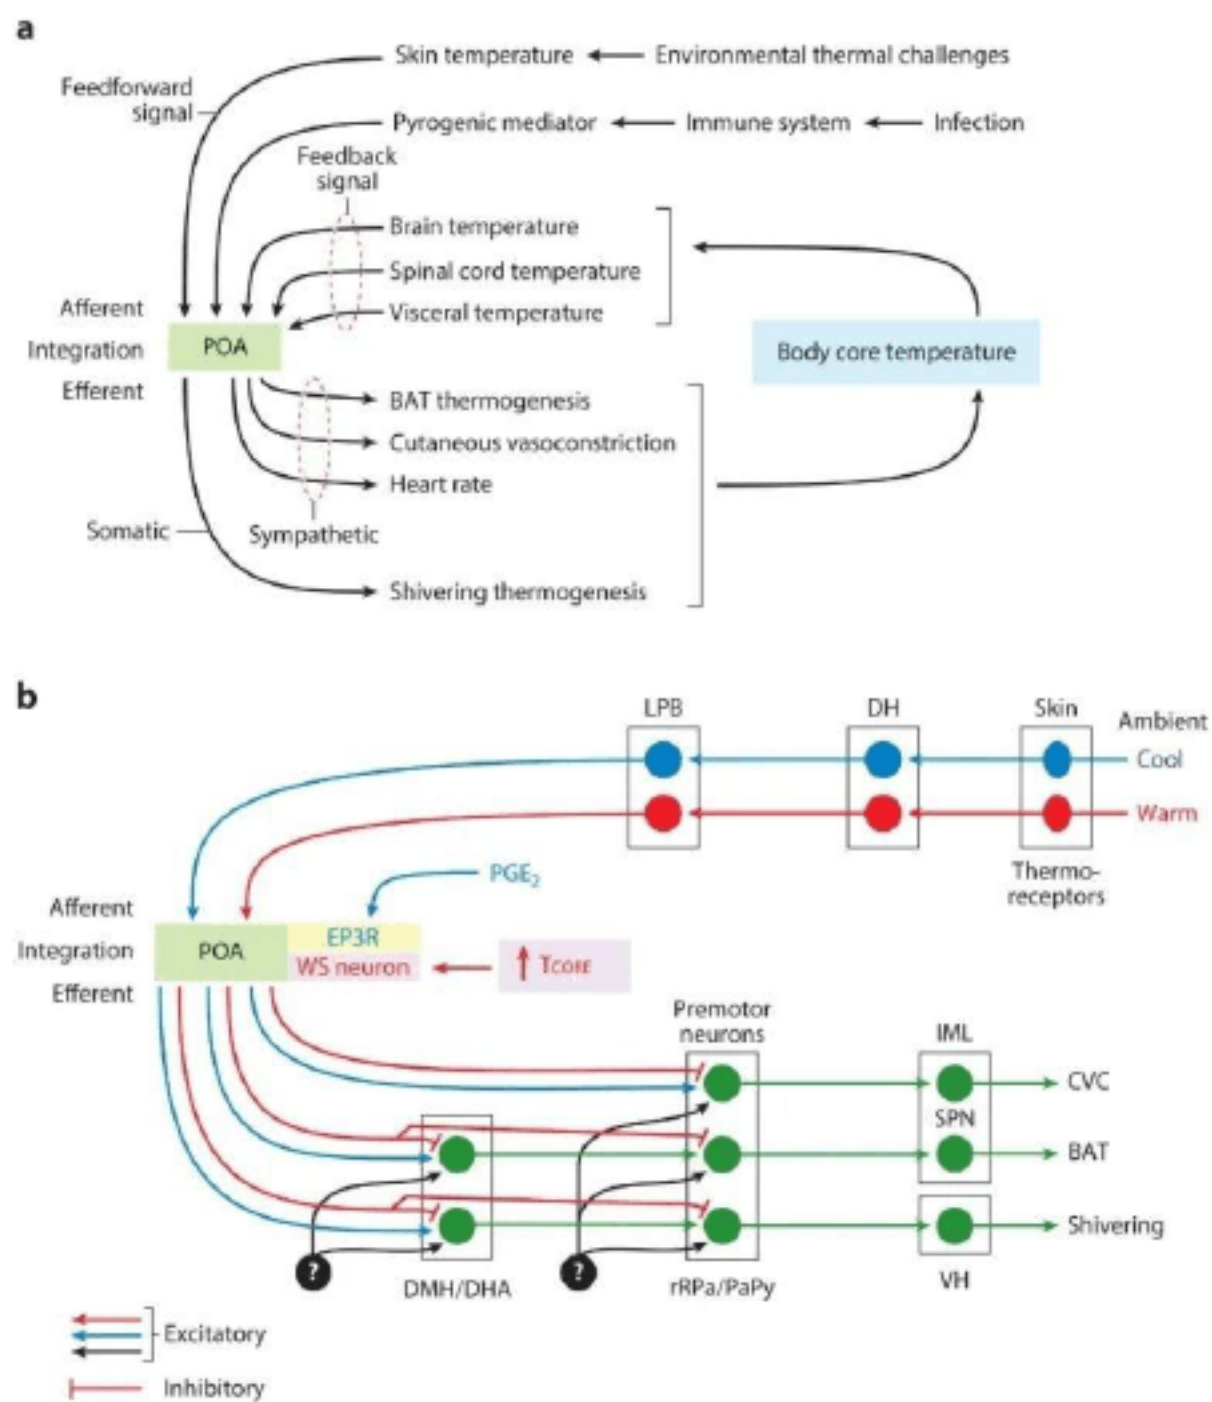 a
Skin temperature
Environmental thermal challenges
Feedforward
signal
Pyrogenic mediator
Immune system
Infection
Feedback
signal
Brain temperature
Spinal cord temperature
Visceral temperature
Afferent
Integration
Efferent
POA
Body core temperature
BAT thermogenesis
Cutaneous vasoconstriction
Heart rate
Somatic
Sympathetic
Shivering thermogenesis
b
LPB
DH
Skin
Ambient
Cool
Warm
Thermo-
receptors
PGE2
Afferent
Integration
Efferent
POA
EP3R
WS neuron
TCORE
Premotor
neurons
IML
CVC
SPN
BAT
Shivering
?
?
DMH/DHA
rRPa/PaPy
VH
Excitatory
Inhibitory